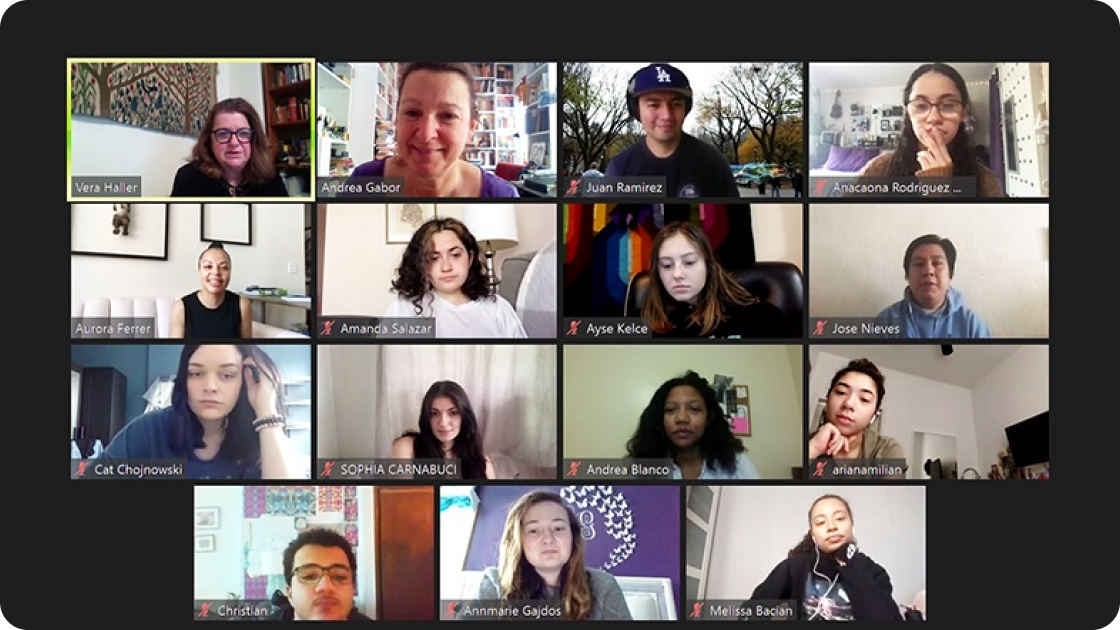 LA
Vera Haller
Andrea Gabor
Juan Ramirez
Anacaona Rodriguez ...
Aurora Ferrer
Amanda Salazar
Ayse Kelce
Jose Nieves
Cat Chojnowski
SOPHIA CARNABUCI
Andrea Blanco
arianamilian
Christian
Annmarie Gajdos
Melissa Bacian